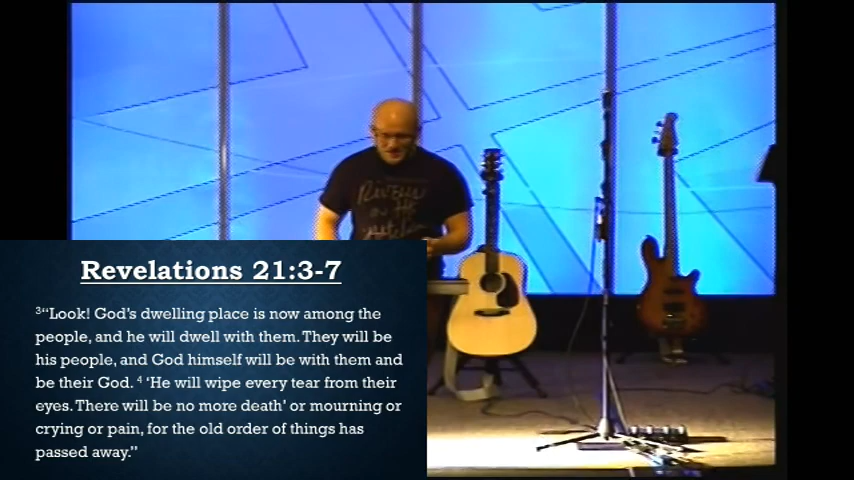 Revelations 21:3-7
³“Look! God’s dwelling place is now among the
people, and he will dwell with them. They will be
his people, and God himself will be with them and
be their God. ⁴ ‘He will wipe every tear from their
eyes. There will be no more death’ or mourning or
crying or pain, for the old order of things has
passed away.”